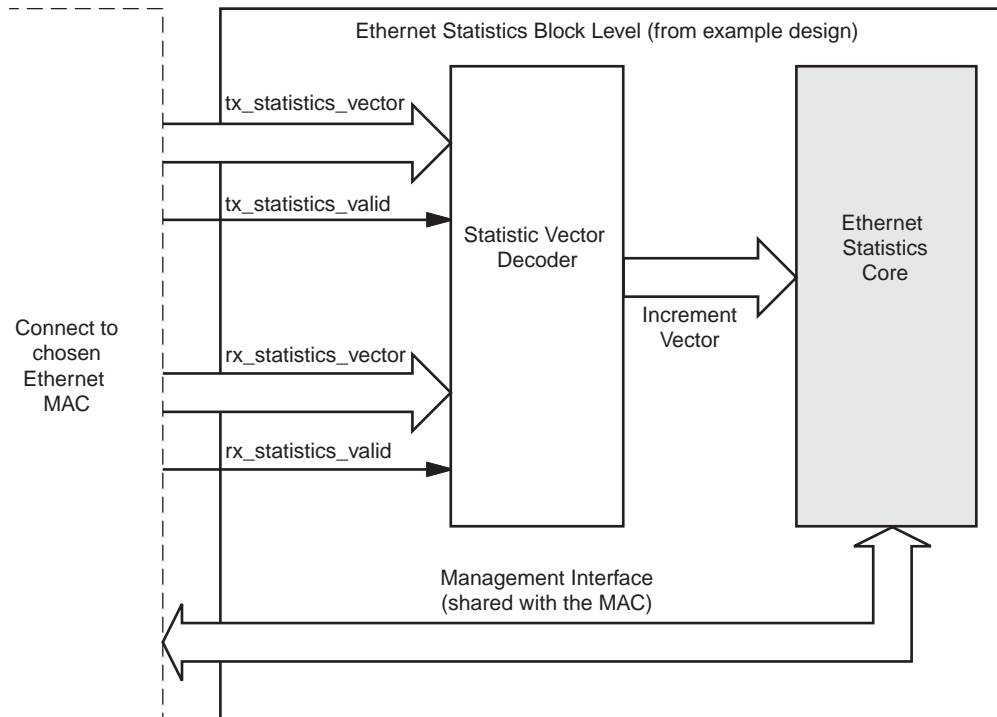 Ethernet Statistics Block Level (from example design)
tx_statistics_vector
tx_statistics_valid
Statistic Vector
Decoder
Ethernet
Statistics
Core
Increment
Vector
Connect to
chosen
Ethernet
MAC
rx_statistics_vector
rx_statistics_valid
Management Interface
(shared with the MAC)